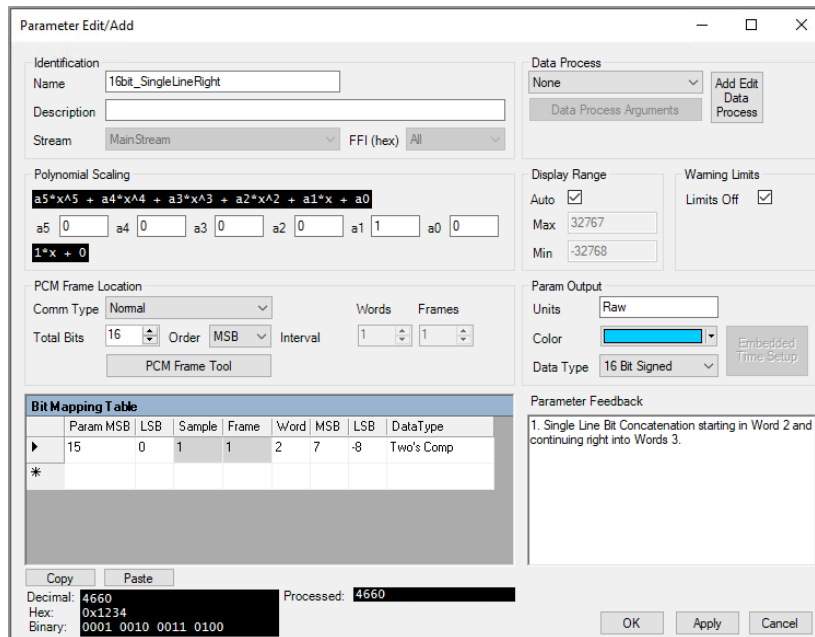 Parameter Edit/Add
Identification
Name 16bit_SingleLineRight
Description
Stream MainStream FFI (hex) All
Data Process
None
Add Edit Data Process
Data Process Arguments
Polynomial Scaling
a5*x^5 + a4*x^4 + a3*x^3 + a2*x^2 + a1*x + a0
a5 0 a4 0 a3 0 a2 0 a1 1 a0 0
1*x + 0
Display Range
Auto
Max 32767
Min -32768
Warning Limits
Limits Off
PCM Frame Location
Comm Type Normal Words Frames
Total Bits 16 Order MSB Interval 1 1
PCM Frame Tool
Param Output
Units Raw
Color
Data Type 16 Bit Signed
Embedded Time Setup
Bit Mapping Table
Param MSB LSB Sample Frame Word MSB LSB DataType
15 0 1 1 2 7 -8 Two's Comp
Parameter Feedback
1. Single Line Bit Concatenation starting in Word 2 and
continuing right into Words 3.
Copy Paste
Decimal: 4660 Processed: 4660
Hex: 0x1234
Binary: 0001 0010 0011 0100
OK Apply Cancel